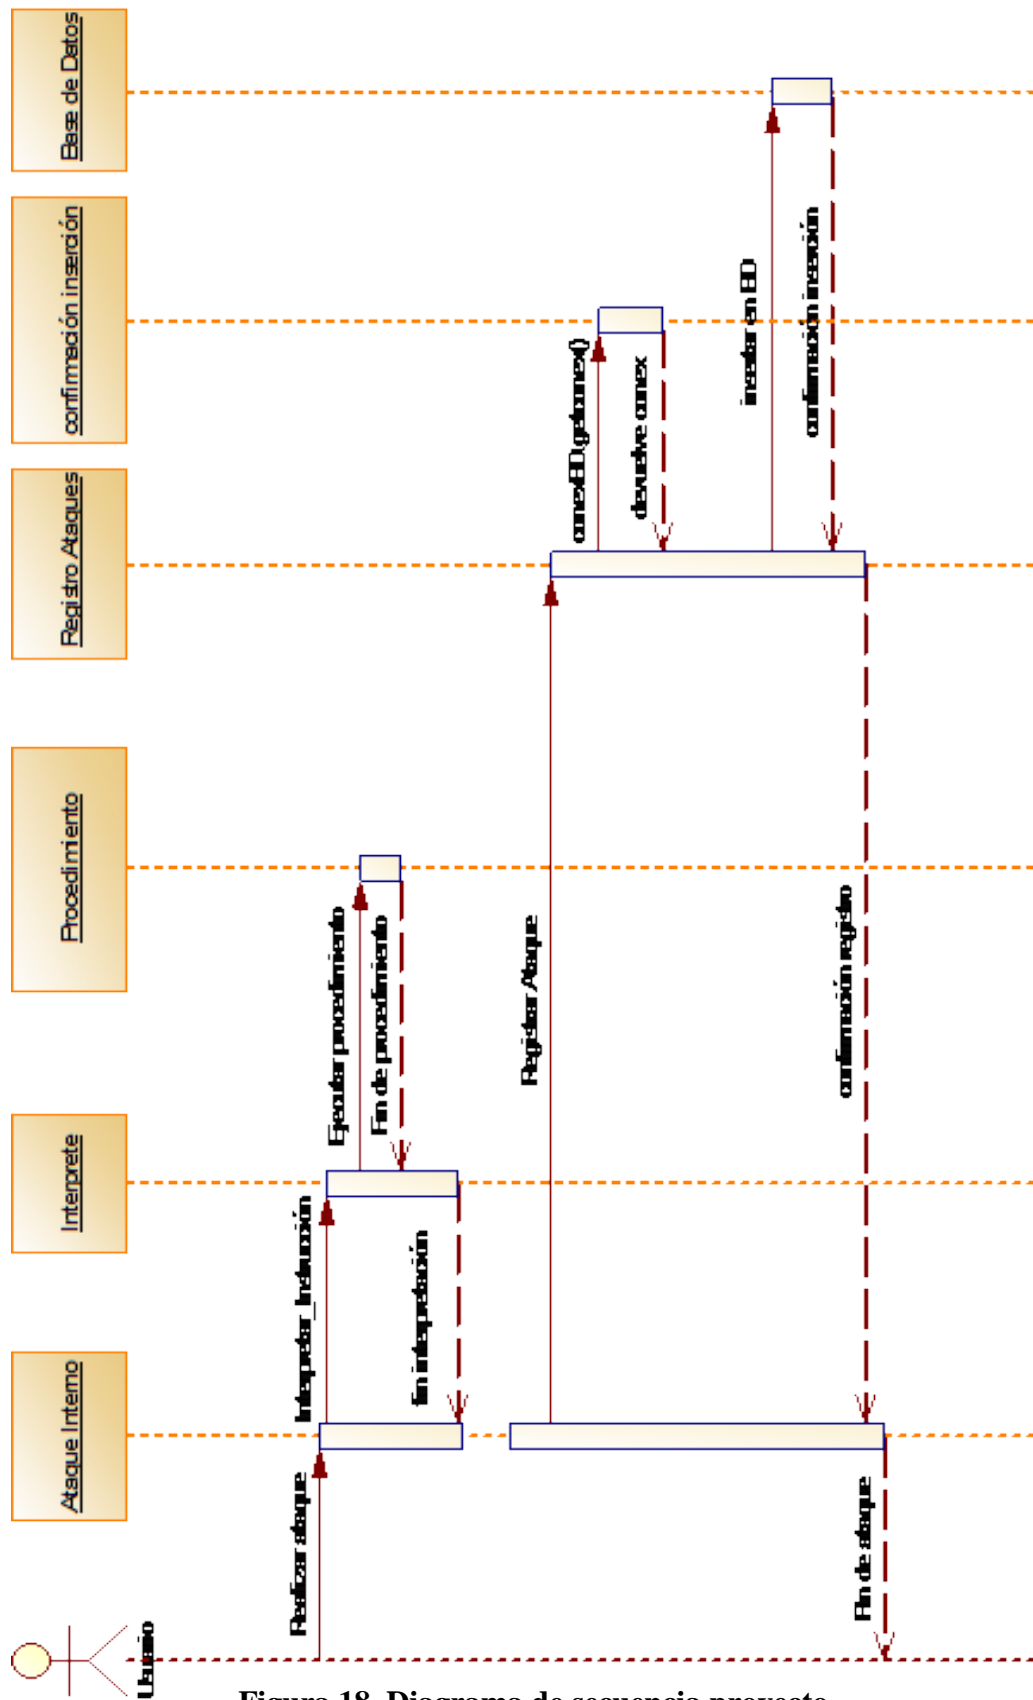 Usuario
Ataque Interno
Interprete
Procedimiento
Registro Ataques
confirmación inserción
Base de Datos
Realizar ataque
Interpretar_Instrucción
Ejecutar procedimiento
Fin de procedimiento
fin interpretación
Registrar Ataque
conexBD.getconex()
devuelve conex
insertar en BD
confirmación inserción
confirmación registro
Fin de ataque
Figura 18. Diagrama de secuencia proyecto